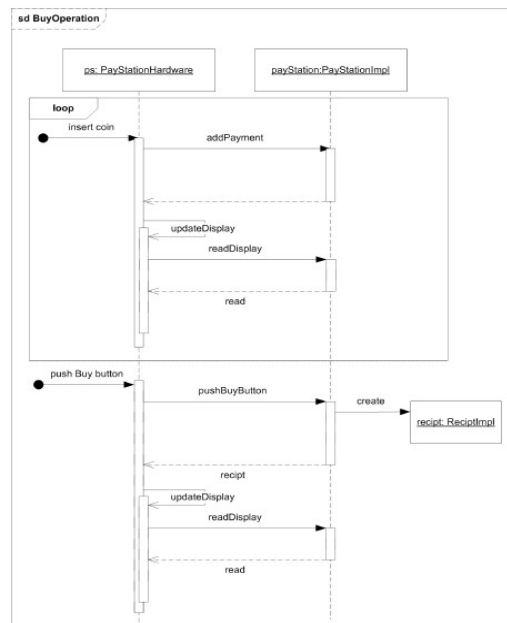 sd BuyOperation
ps: PayStationHardware
payStation:PayStationImpl
loop
insert coin
addPayment
updateDisplay
readDisplay
read
push Buy button
pushBuyButton
create
recipt: ReciptImpl
recipt
updateDisplay
readDisplay
read